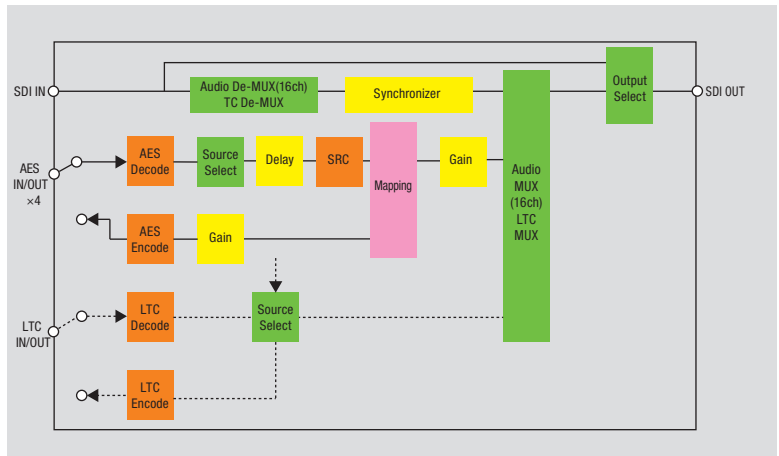 SDI IN
Audio De-MUX(16ch)
TC De-MUX
Synchronizer
Output
Select
SDI OUT
AES
IN/OUT
×4
AES
Decode
Source
Select
Delay
SRC
Mapping
Gain
Audio
MUX
(16ch)
LTC
MUX
AES
Encode
Gain
LTC
IN/OUT
LTC
Decode
Source
Select
LTC
Encode